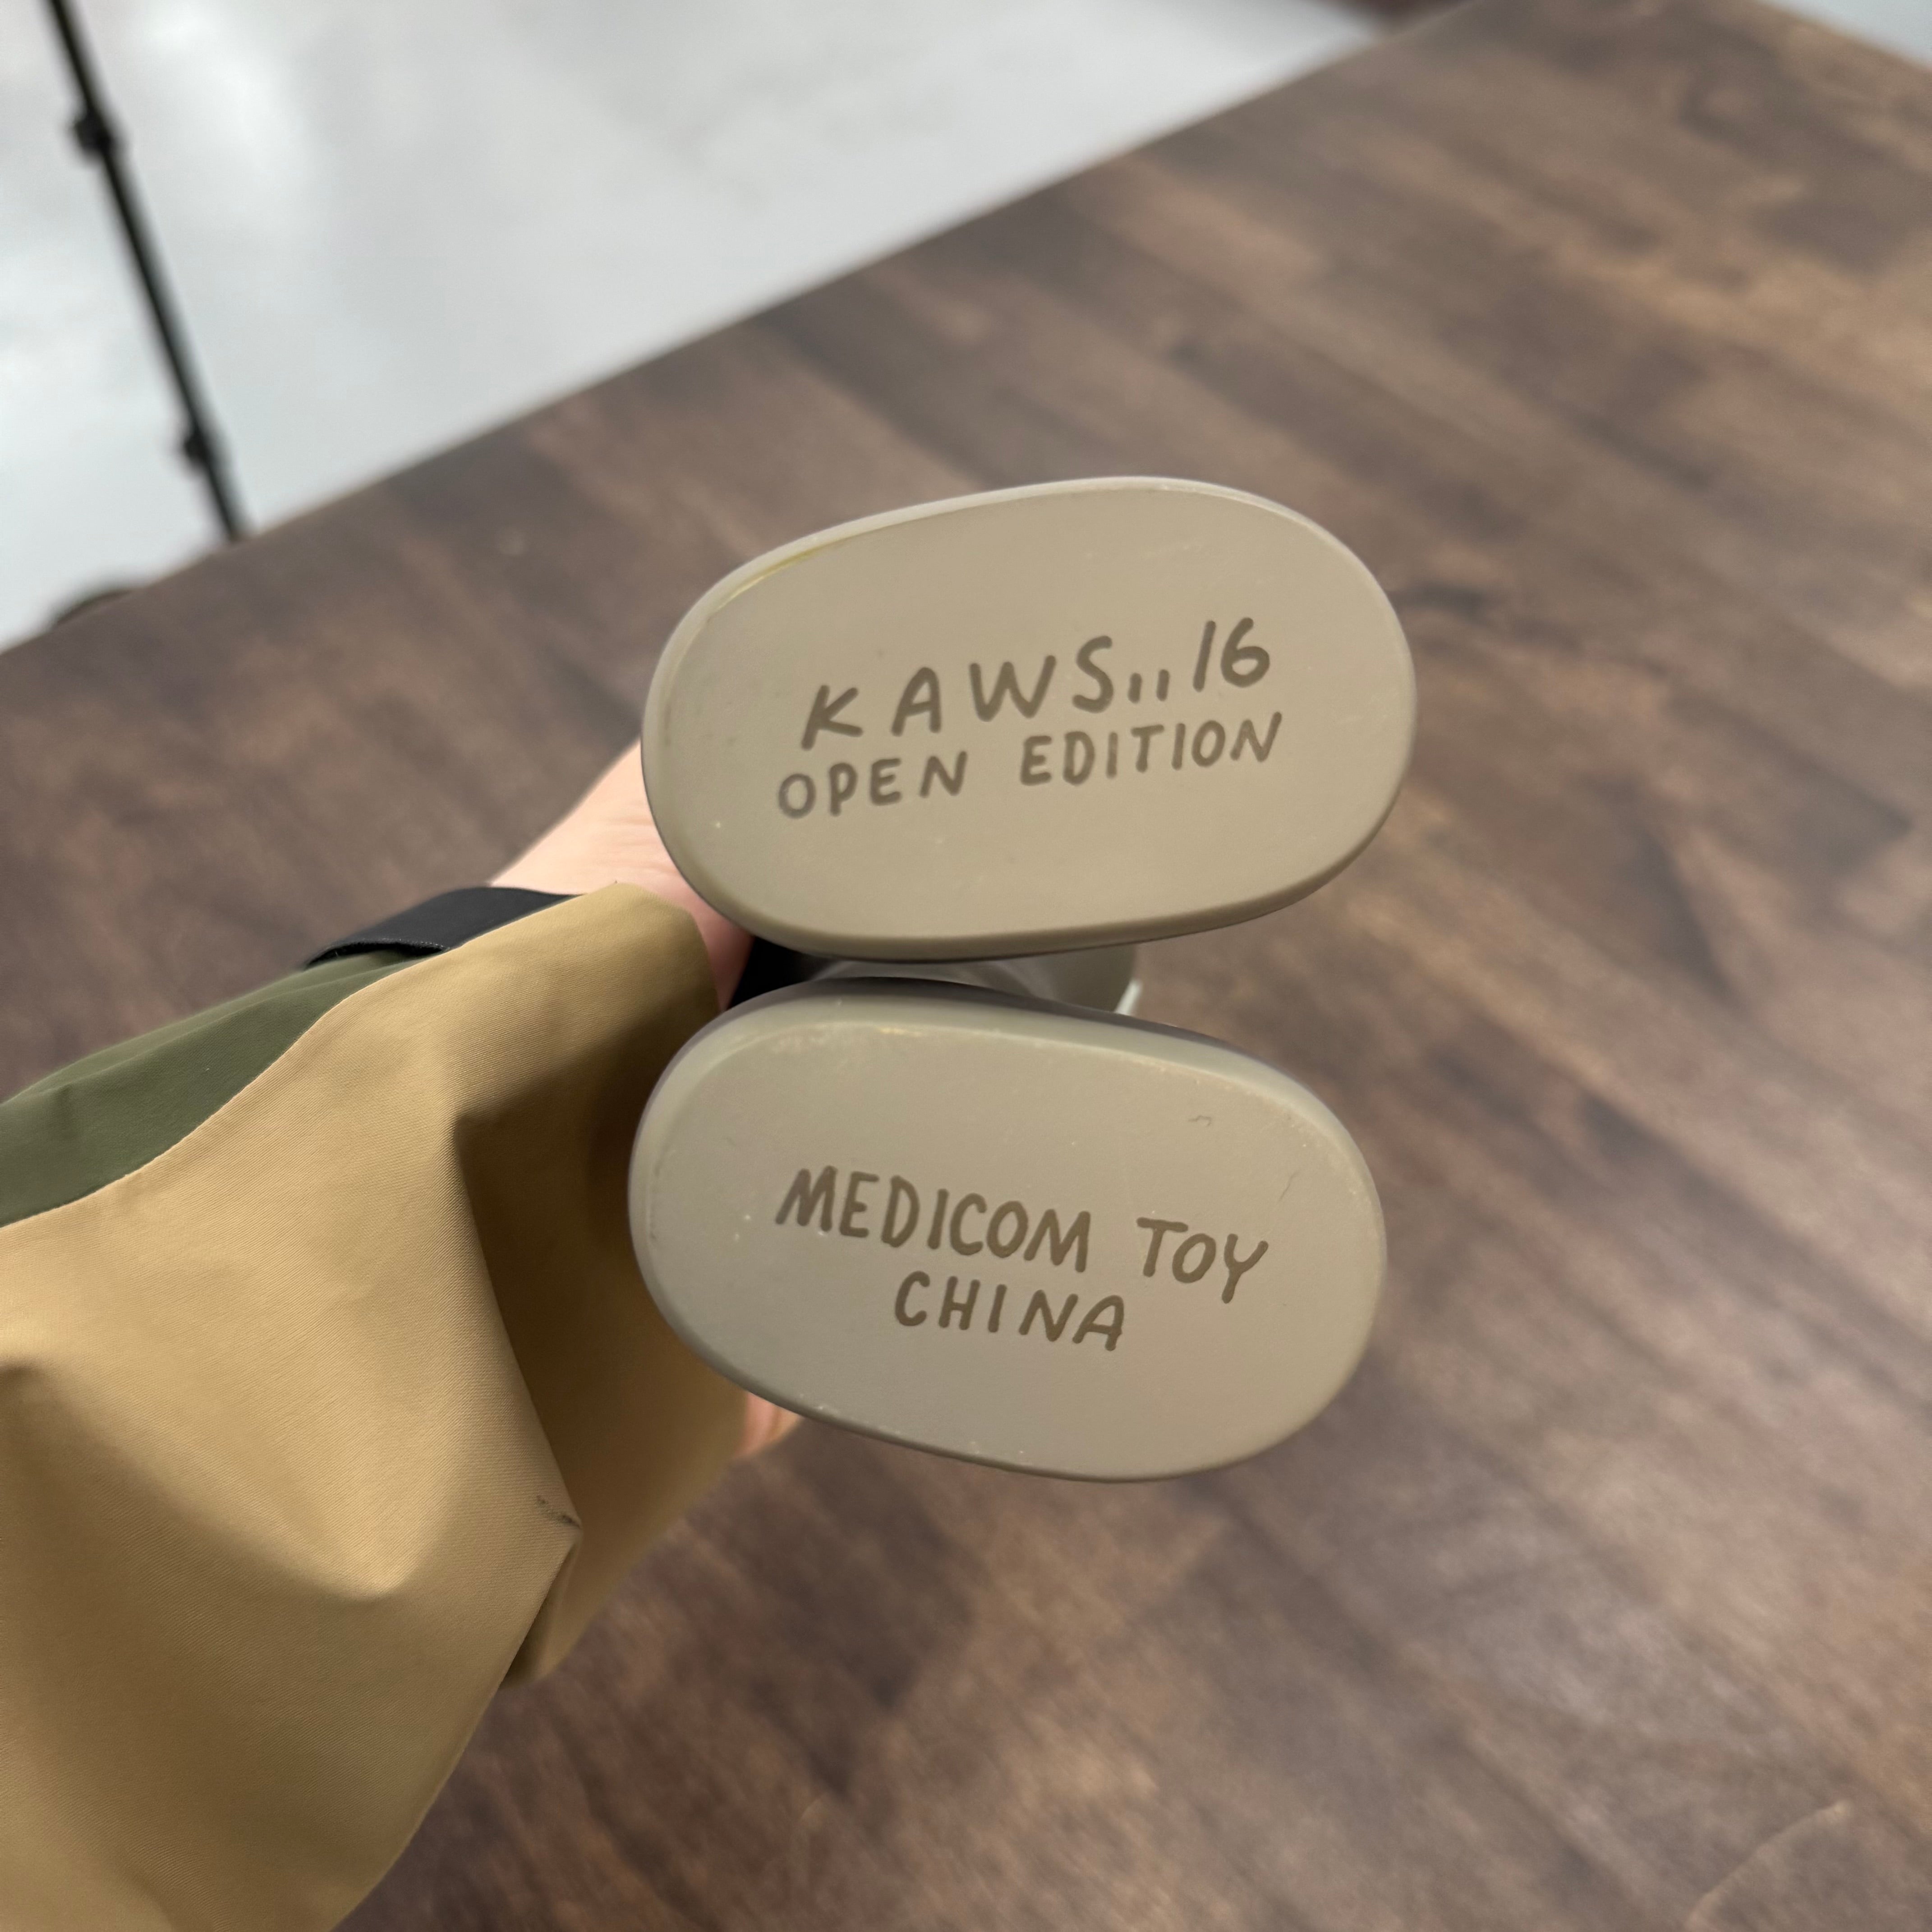 KAWS,,16
OPEN EDITION
MEDICOM TOY
CHINA